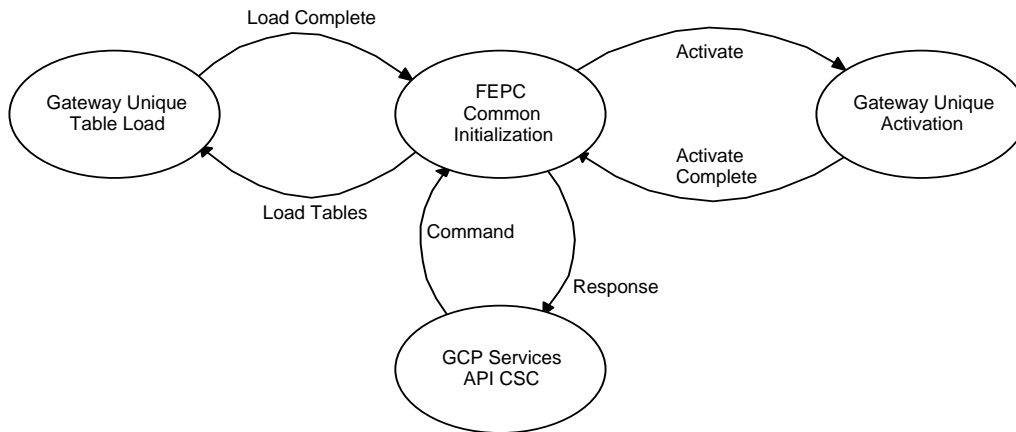 Load Complete
Gateway Unique
Table Load
FEPC
Common
Initialization
Activate
Gateway Unique
Activation
Activate
Complete
Load Tables
Command
Response
GCP Services
API CSC